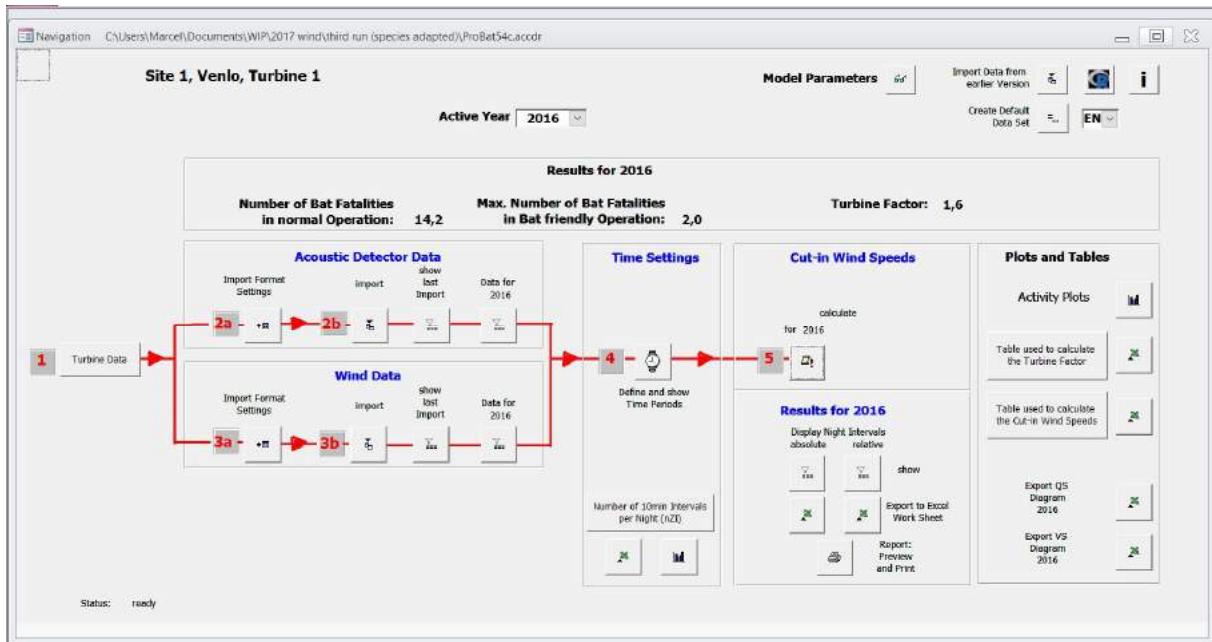 Navigation C:\Users\Marcel\Documents\WIP\2017 wind\third run (species adapted)\ProBat54c.accdr
Site 1, Venlo, Turbine 1
Model Parameters
Import Data from
earlier Version
i
Active Year 2016
Create Default
Data Set
EN
Results for 2016
Number of Bat Fatalities
in normal Operation: 14,2
Max. Number of Bat Fatalities
in Bat friendly Operation: 2,0
Turbine Factor: 1,6
1
Turbine Data
Acoustic Detector Data
Import Format
Settings
import
show
last
Import
Data for
2016
2a
2b
Wind Data
Import Format
Settings
import
show
last
Import
Data for
2016
3a
3b
Time Settings
4
Define and show
Time Periods
Number of 10min Intervals
per Night (nZI)
Cut-in Wind Speeds
calculate
for 2016
5
Results for 2016
Display Night Intervals
absolute relative
show
Export to Excel
Work Sheet
Report:
Preview
and Print
Plots and Tables
Activity Plots
Table used to calculate
the Turbine Factor
Table used to calculate
the Cut-in Wind Speeds
Export QS
Diagram
2016
Export VS
Diagram
2016
Status: ready